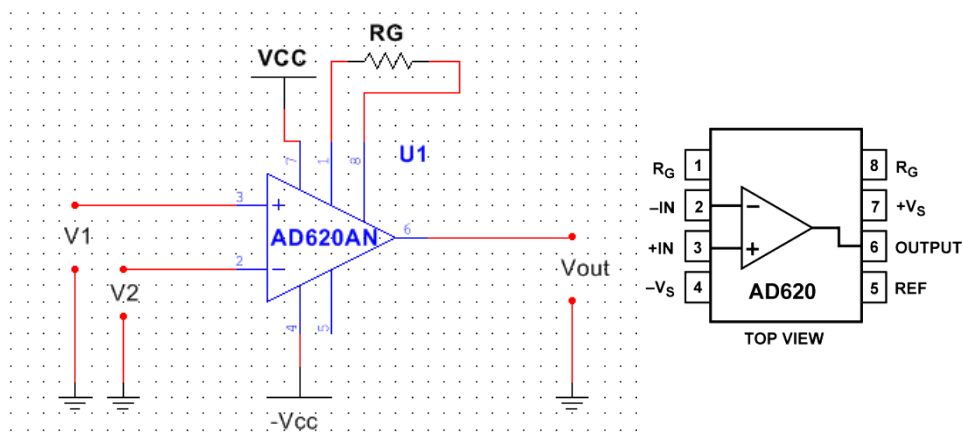 RG
VCC
U1
7
1
8
3
+
V1
AD620AN
6
2
−
V2
Vout
4
5
-Vcc
RG 1
8 RG
−IN 2
−
7 +VS
+IN 3
+
6 OUTPUT
−VS 4
AD620
5 REF
TOP VIEW